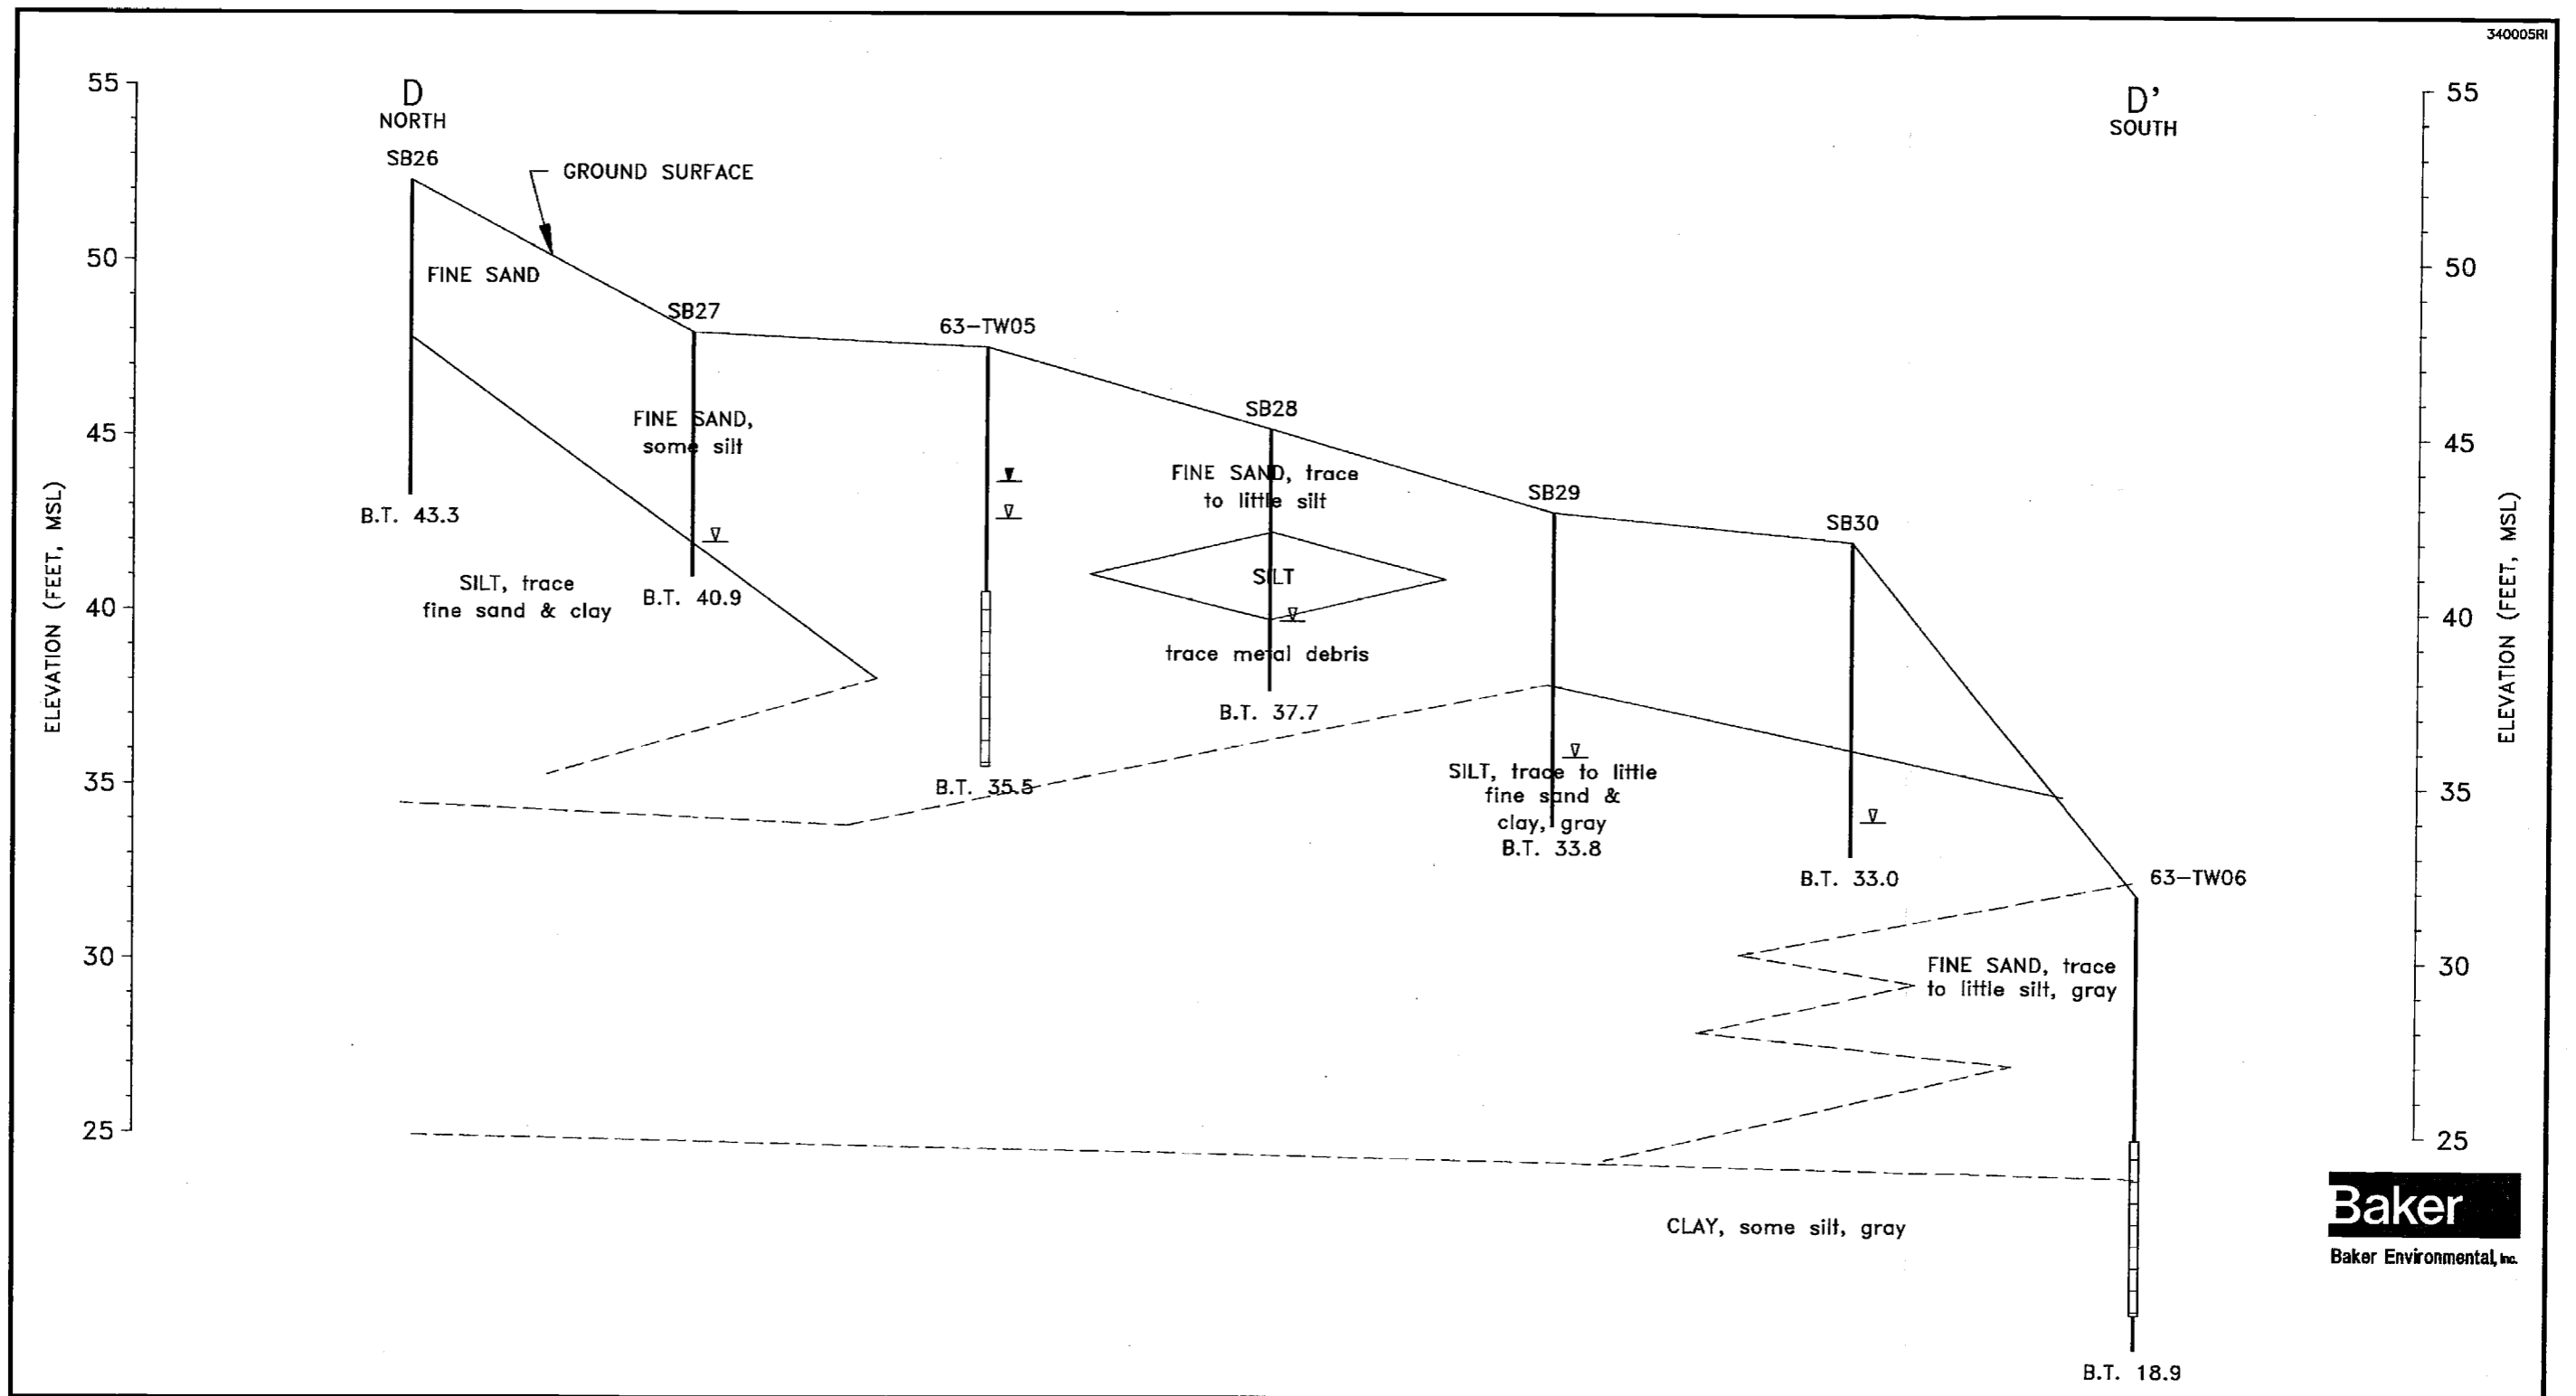 340005RI
55
D
NORTH
D'
SOUTH
55
SB26
GROUND SURFACE
50
FINE SAND
50
SB27
63-TW05
SB28
45
FINE SAND,
some silt
45
FINE SAND, trace
to little silt
SB29
SB30
ELEVATION (FEET, MSL)
B.T. 43.3
ELEVATION (FEET, MSL)
SILT
SILT, trace
fine sand & clay
B.T. 40.9
40
40
trace metal debris
B.T. 37.7
35
B.T. 35.5
SILT, trace to little
fine sand &
clay, gray
B.T. 33.8
35
B.T. 33.0
63-TW06
30
FINE SAND, trace
to little silt, gray
30
25
25
CLAY, some silt, gray
Baker
Baker Environmental, Inc.
B.T. 18.9